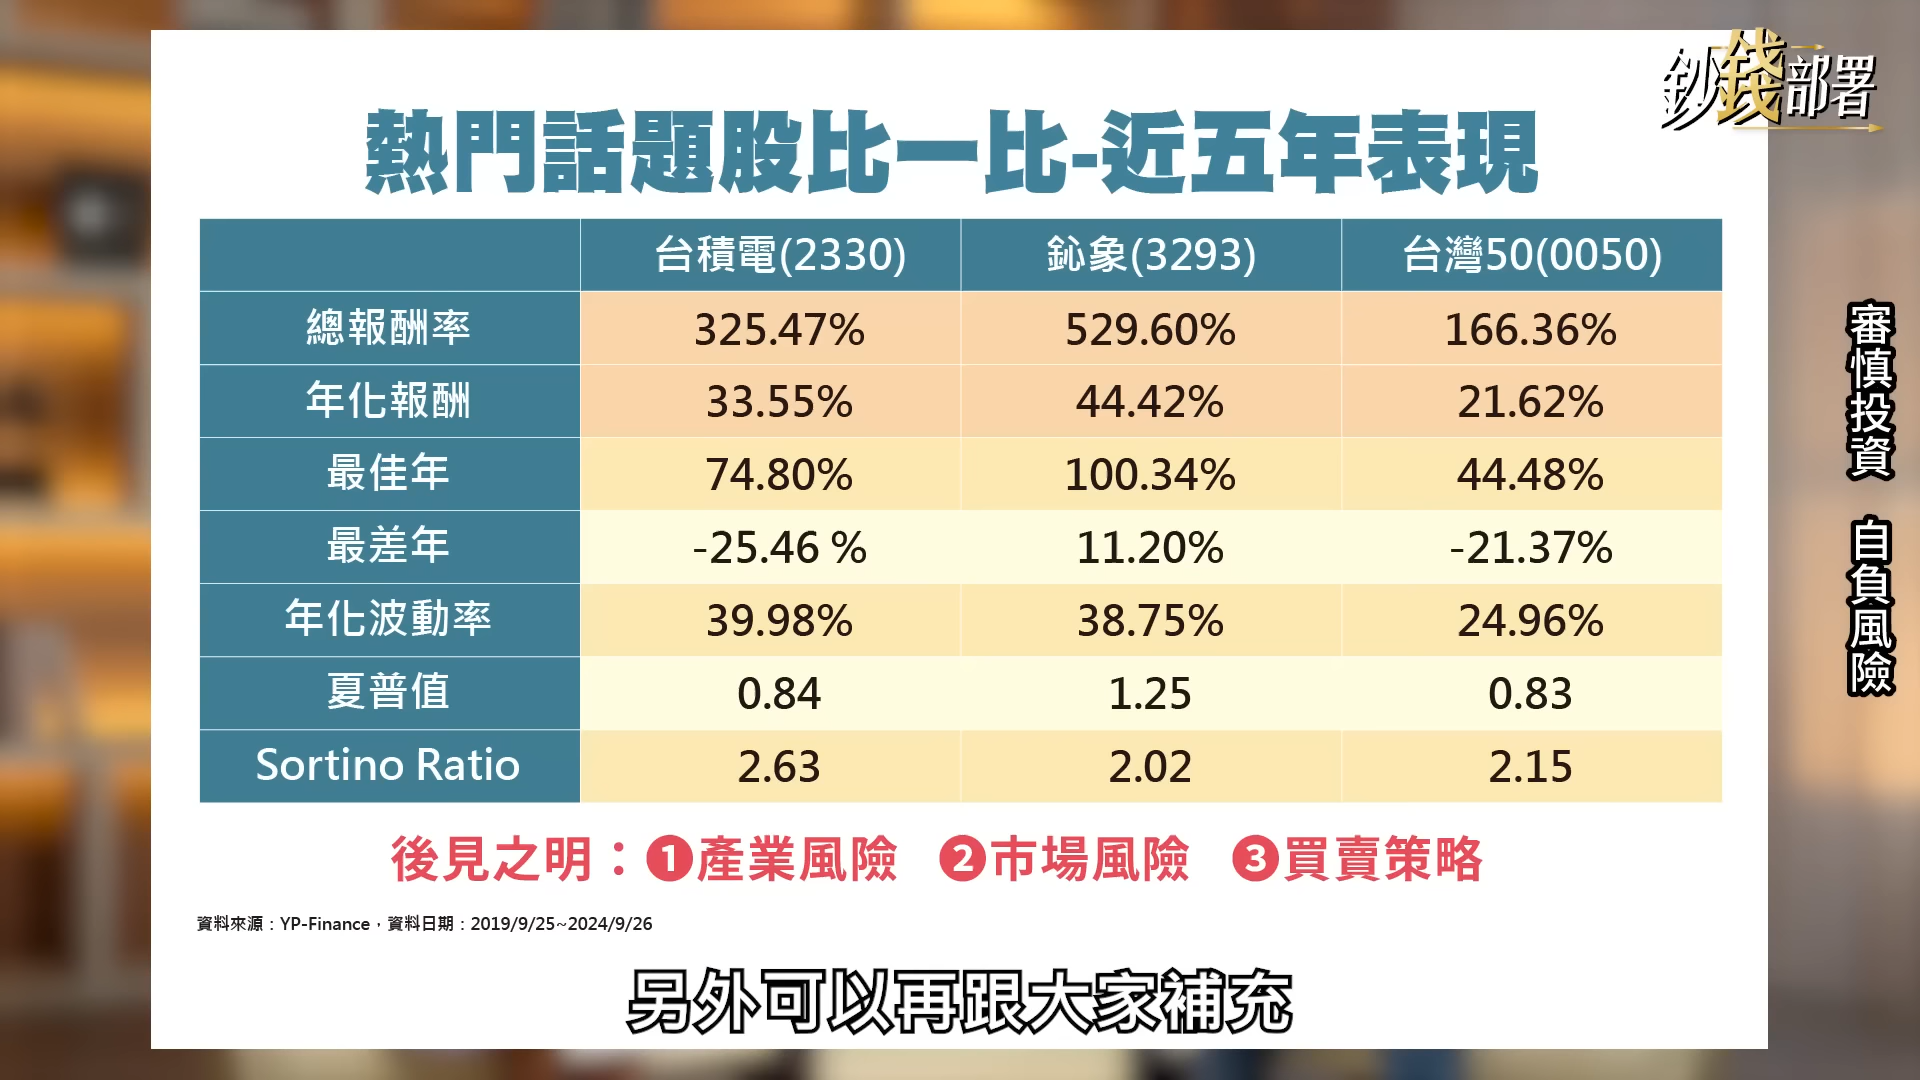 鈔錢部署
熱門話題股比一比-近五年表現
台積電(2330) 鈊象(3293) 台灣50(0050)
總報酬率 325.47% 529.60% 166.36%
年化報酬 33.55% 44.42% 21.62%
最佳年 74.80% 100.34% 44.48%
最差年 -25.46 % 11.20% -21.37%
年化波動率 39.98% 38.75% 24.96%
夏普值 0.84 1.25 0.83
Sortino Ratio 2.63 2.02 2.15
後見之明：❶產業風險 ❷市場風險 ❸買賣策略
資料來源：YP-Finance，資料日期：2019/9/25~2024/9/26
另外可以再跟大家補充
審慎投資 自負風險